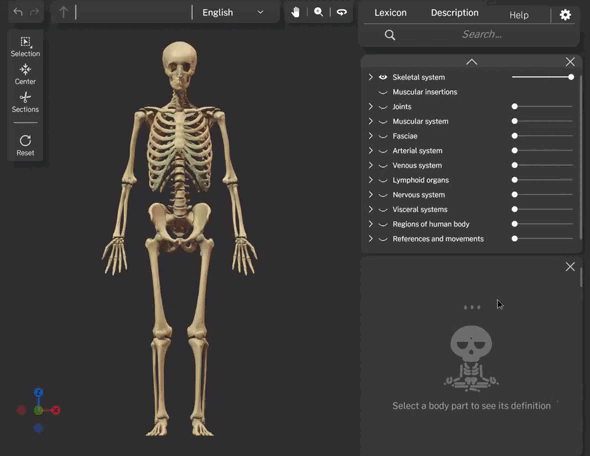 English
Lexicon
Description
Help
Search...
Selection
Center
Sections
Reset
Skeletal system
Muscular insertions
Joints
Muscular system
Fasciae
Arterial system
Venous system
Lymphoid organs
Nervous system
Visceral systems
Regions of human body
References and movements
...
Select a body part to see its definition
Z
X